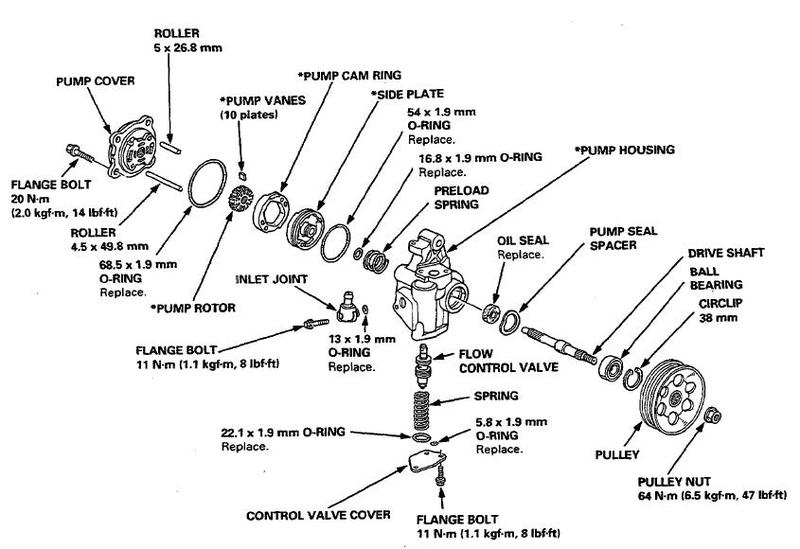 ROLLER
5 x 26.8 mm
PUMP COVER
*PUMP CAM RING
*PUMP VANES
(10 plates)
*SIDE PLATE
54 x 1.9 mm
O-RING
Replace.
16.8 x 1.9 mm O-RING
Replace.
*PUMP HOUSING
FLANGE BOLT
20 N·m
(2.0 kgf·m, 14 lbf·ft)
PRELOAD
SPRING
ROLLER
4.5 x 49.8 mm
OIL SEAL
Replace.
PUMP SEAL
SPACER
68.5 x 1.9 mm
O-RING
Replace.
DRIVE SHAFT
BALL
BEARING
INLET JOINT
*PUMP ROTOR
CIRCLIP
38 mm
FLANGE BOLT
11 N·m (1.1 kgf·m, 8 lbf·ft)
13 x 1.9 mm
O-RING
Replace.
FLOW
CONTROL VALVE
SPRING
22.1 x 1.9 mm O-RING
Replace.
5.8 x 1.9 mm
O-RING
Replace.
PULLEY
PULLEY NUT
64 N·m (6.5 kgf·m, 47 lbf·ft)
CONTROL VALVE COVER
FLANGE BOLT
11 N·m (1.1 kgf·m, 8 lbf·ft)